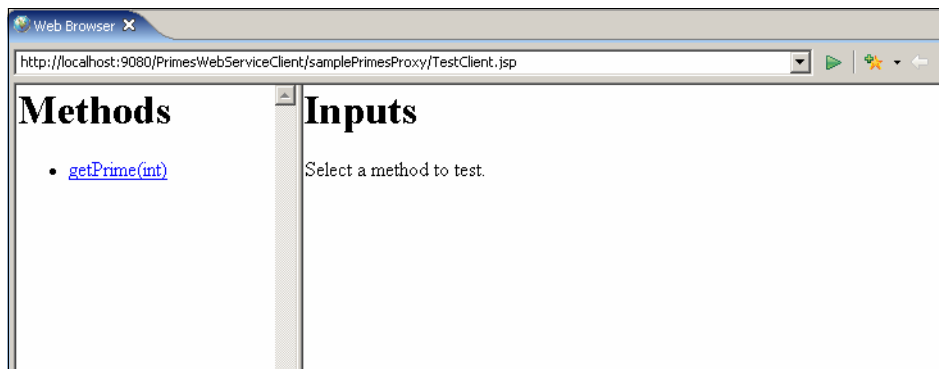 Web Browser
http://localhost:9080/PrimesWebServiceClient/samplePrimesProxy/TestClient.jsp
Methods
getPrime(int)
Inputs
Select a method to test.